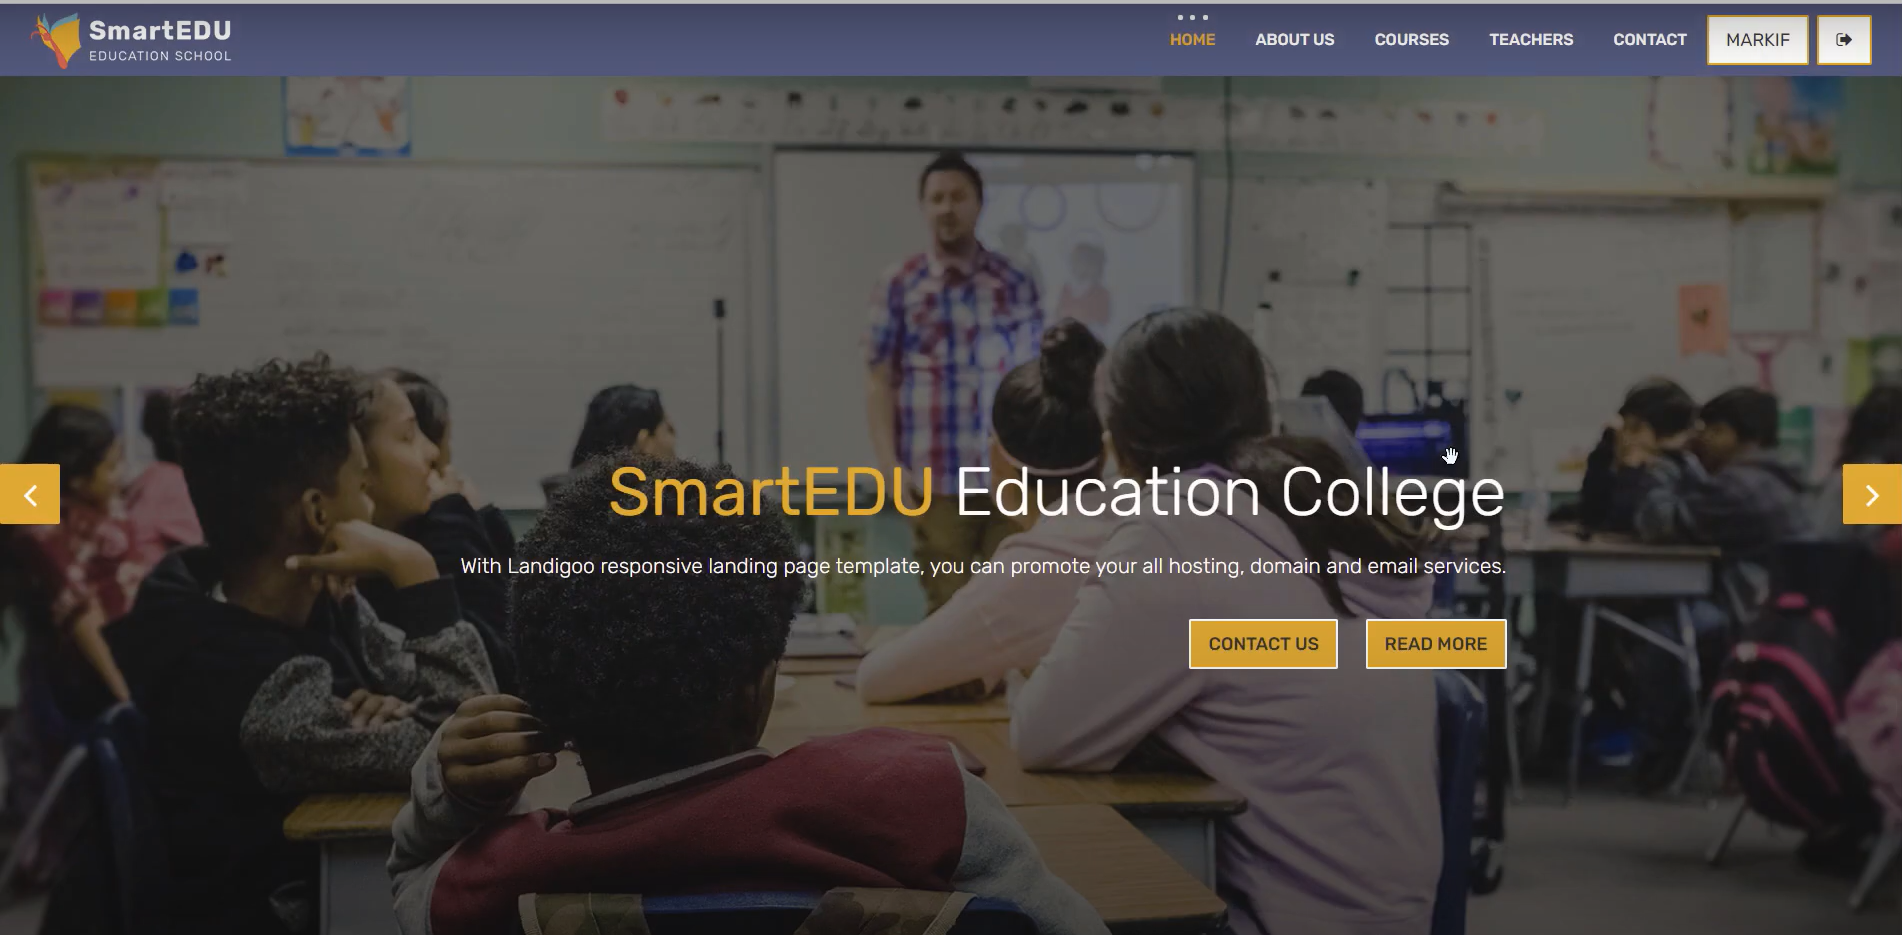 SmartEDU
EDUCATION SCHOOL
HOME ABOUT US COURSES TEACHERS CONTACT MARKIF
SmartEDU Education College
With Landigoo responsive landing page template, you can promote your all hosting, domain and email services.
CONTACT US READ MORE